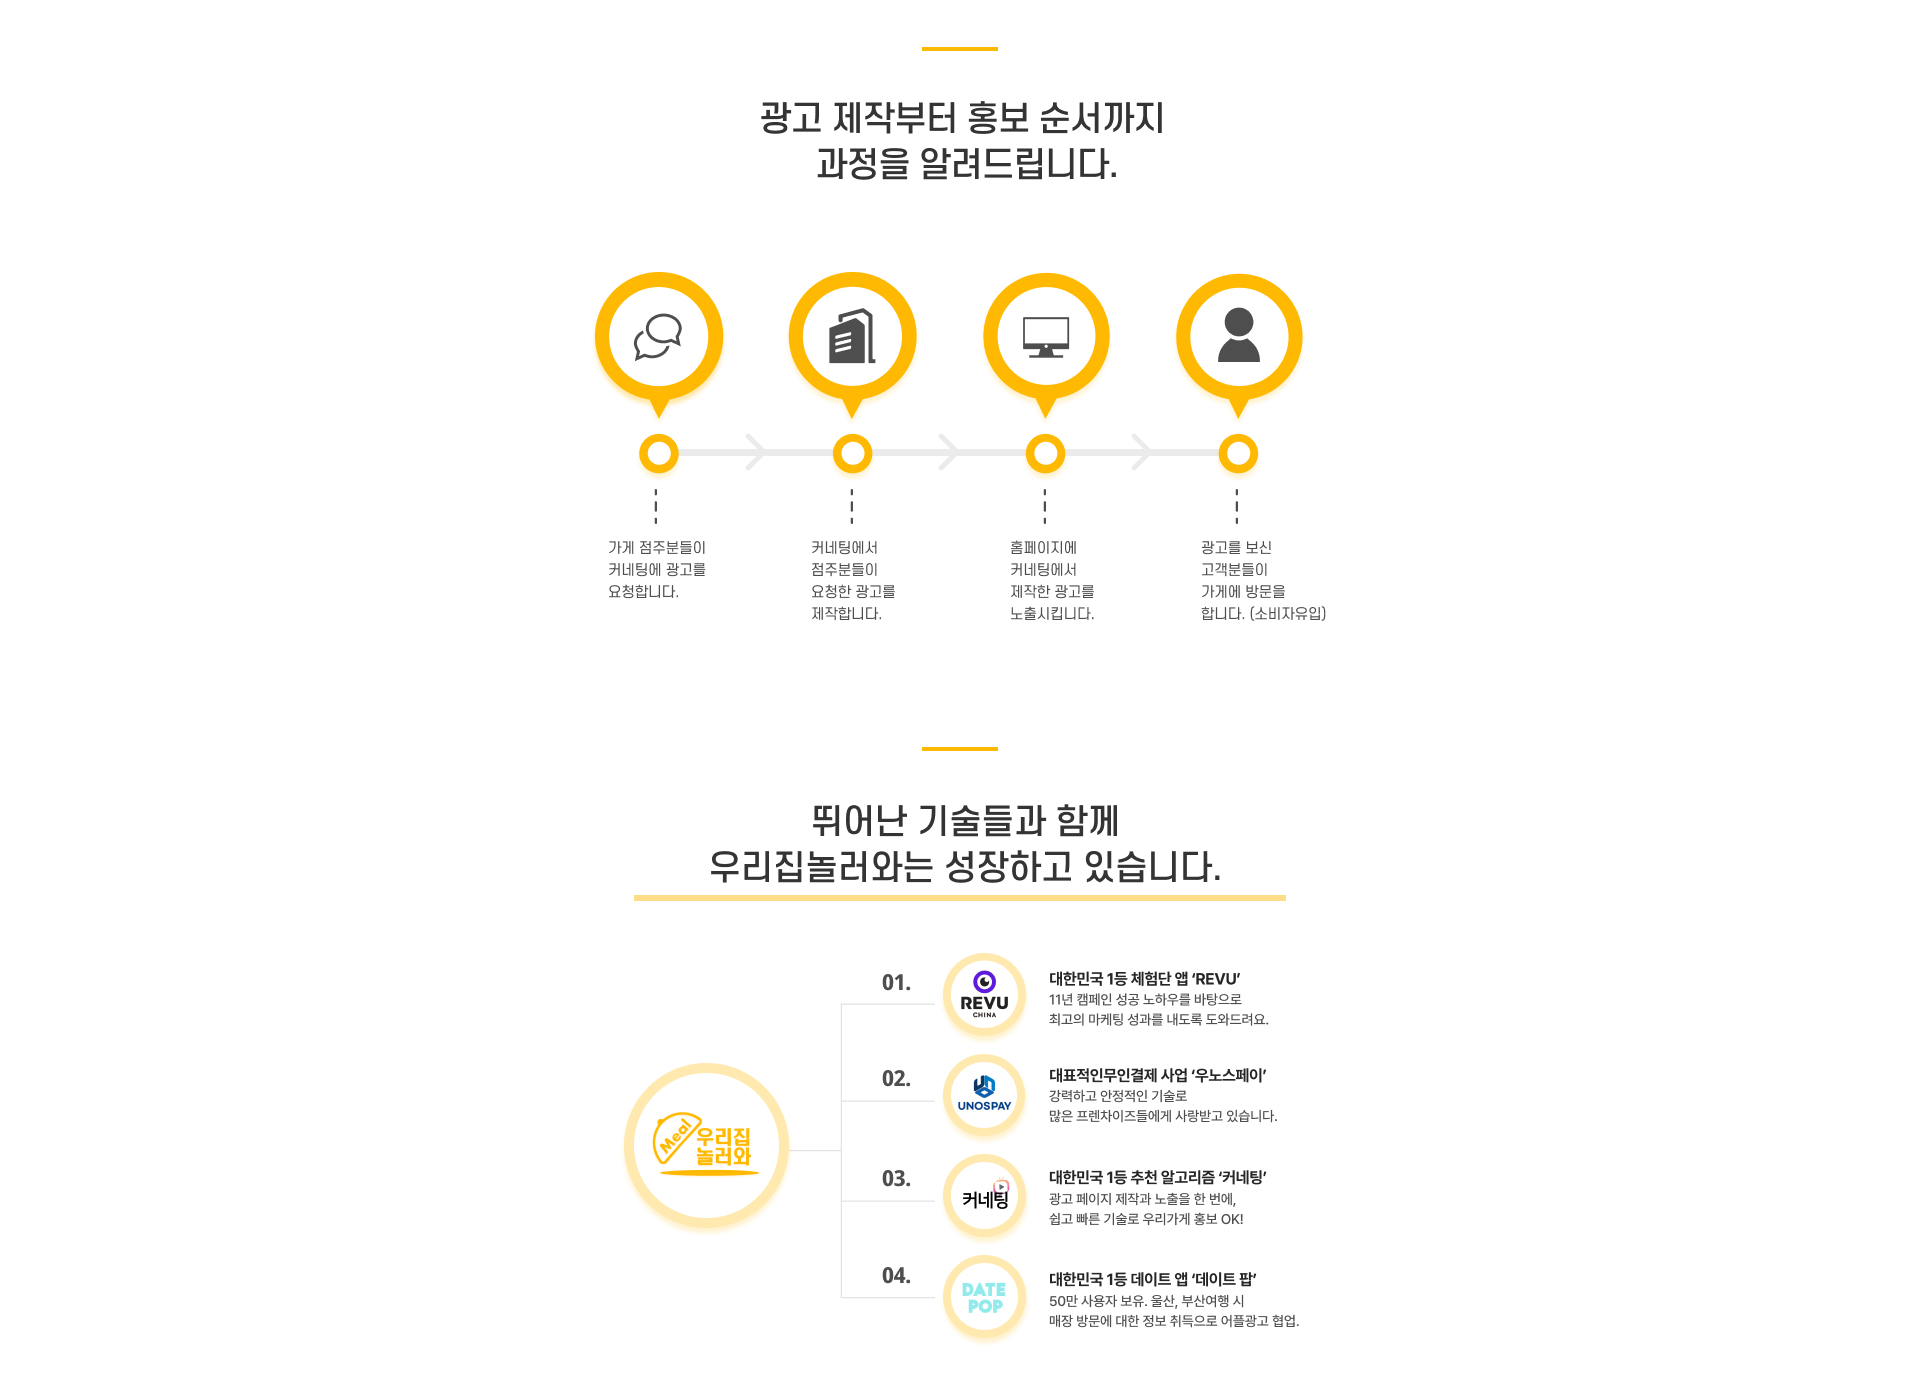 광고 제작부터 홍보 순서까지
과정을 알려드립니다.
가게 점주분들이
커네팅에 광고를
요청합니다.
커네팅에서
점주분들이
요청한 광고를
제작합니다.
홈페이지에
커네팅에서
제작한 광고를
노출시킵니다.
광고를 보신
고객분들이
가게에 방문을
합니다. (소비자유입)
뛰어난 기술들과 함께
우리집놀러와는 성장하고 있습니다.
Meal
우리집
놀러와
01.
REVU
CHINA
대한민국 1등 체험단 앱 ‘REVU’
11년 캠페인 성공 노하우를 바탕으로
최고의 마케팅 성과를 내도록 도와드려요.
02.
UNOSPAY
대표적인무인결제 사업 ‘우노스페이’
강력하고 안정적인 기술로
많은 프렌차이즈들에게 사랑받고 있습니다.
03.
커네팅
대한민국 1등 추천 알고리즘 ‘커네팅’
광고 페이지 제작과 노출을 한 번에,
쉽고 빠른 기술로 우리가게 홍보 OK!
04.
DATE
POP
대한민국 1등 데이트 앱 ‘데이트 팝’
50만 사용자 보유. 울산, 부산여행 시
매장 방문에 대한 정보 취득으로 어플광고 협업.